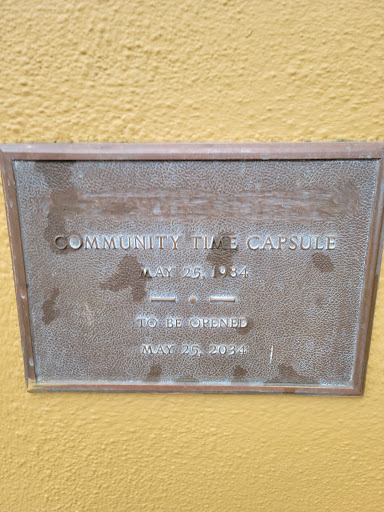 COMMUNITY TIME CAPSULE
MAY 25, 1984
TO BE OPENED
MAY 25, 2034